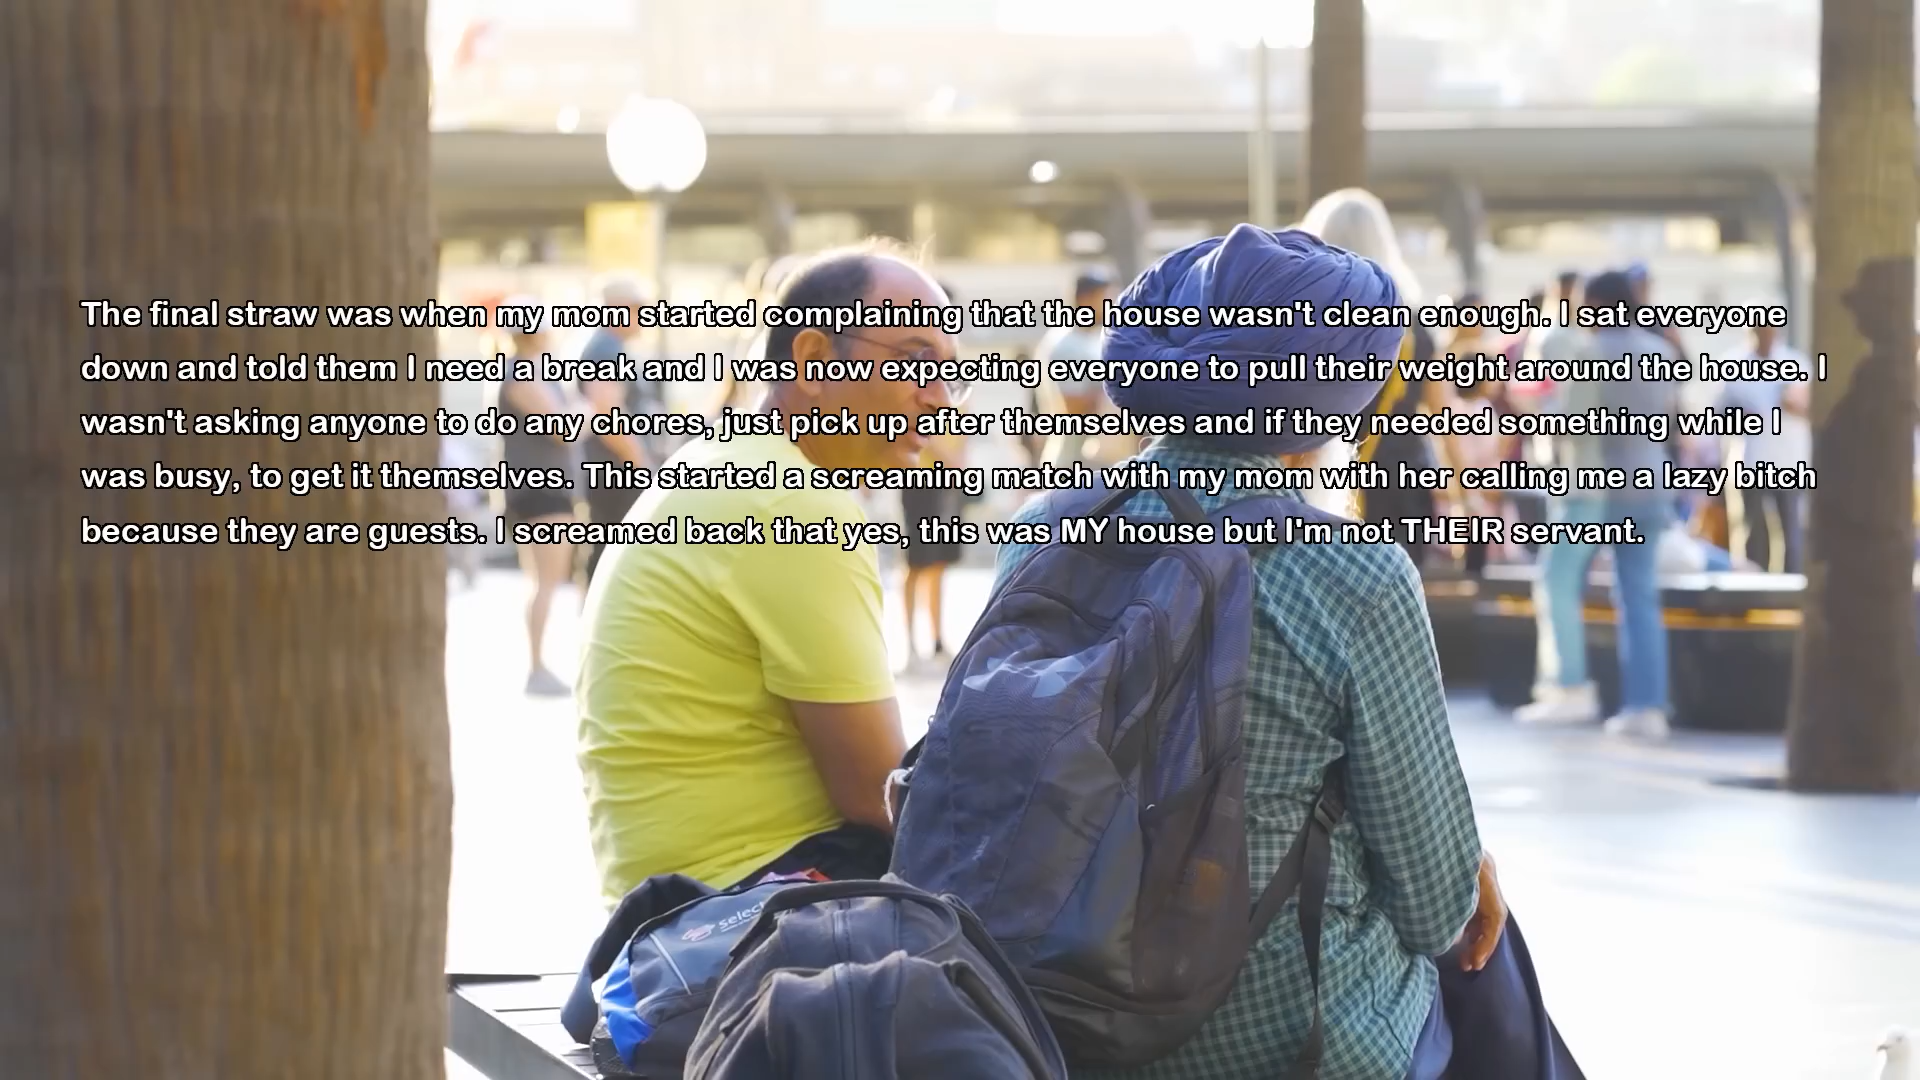 The final straw was when my mom started complaining that the house wasn't clean enough. I sat everyone
down and told them I need a break and I was now expecting everyone to pull their weight around the house. I
wasn't asking anyone to do any chores, just pick up after themselves and if they needed something while I
was busy, to get it themselves. This started a screaming match with my mom with her calling me a lazy bitch
because they are guests. I screamed back that yes, this was MY house but I'm not THEIR servant.
Select